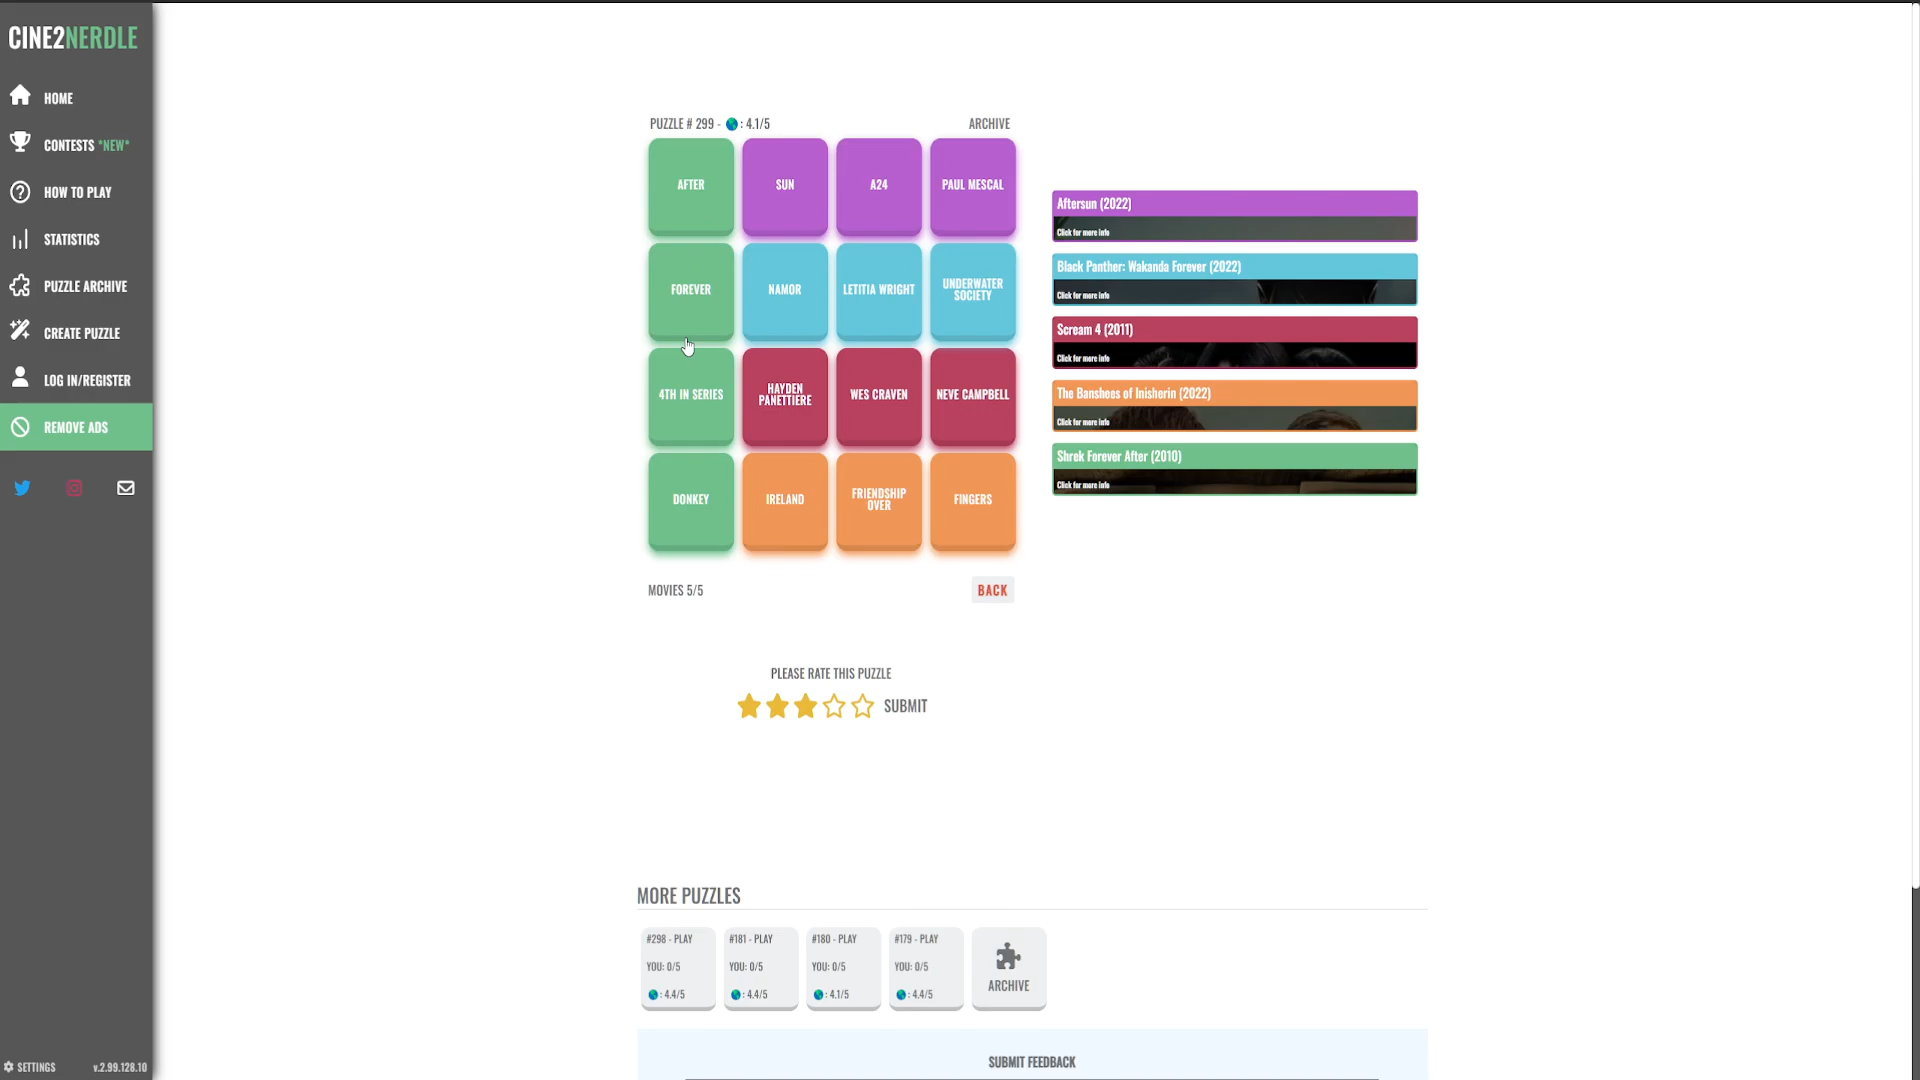 CINE2NERDLE
HOME
CONTESTS *NEW*
HOW TO PLAY
STATISTICS
PUZZLE ARCHIVE
CREATE PUZZLE
LOG IN/REGISTER
REMOVE ADS
SETTINGS
v.2.99.128.10
PUZZLE # 299 - : 4.1/5
ARCHIVE
AFTER
SUN
A24
PAUL MESCAL
FOREVER
NAMOR
LETITIA WRIGHT
UNDERWATER
SOCIETY
4TH IN SERIES
HAYDEN
PANETTIERE
WES CRAVEN
NEVE CAMPBELL
DONKEY
IRELAND
FRIENDSHIP
OVER
FINGERS
MOVIES 5/5
BACK
Aftersun (2022)
Click for more info
Black Panther: Wakanda Forever (2022)
Click for more info
Scream 4 (2011)
Click for more info
The Banshees of Inisherin (2022)
Click for more info
Shrek Forever After (2010)
Click for more info
PLEASE RATE THIS PUZZLE
SUBMIT
MORE PUZZLES
#298 - PLAY
YOU: 0/5
: 4.4/5
#181 - PLAY
YOU: 0/5
: 4.4/5
#180 - PLAY
YOU: 0/5
: 4.1/5
#179 - PLAY
YOU: 0/5
: 4.4/5
ARCHIVE
SUBMIT FEEDBACK